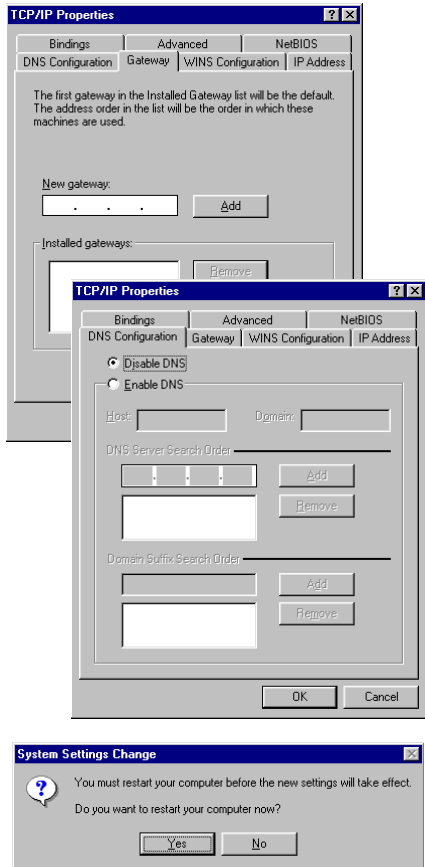 TCP/IP Properties
Bindings Advanced NetBIOS
DNS Configuration Gateway WINS Configuration IP Address
The first gateway in the Installed Gateway list will be the default.
The address order in the list will be the order in which these
machines are used.
New gateway:
. . . Add
Installed gateways:
Remove
TCP/IP Properties
Bindings Advanced NetBIOS
DNS Configuration Gateway WINS Configuration IP Address
Disable DNS
Enable DNS
Host: Domain:
DNS Server Search Order
. . . Add
Remove
Domain Suffix Search Order
Add
Remove
OK Cancel
System Settings Change
You must restart your computer before the new settings will take effect.
Do you want to restart your computer now?
Yes No